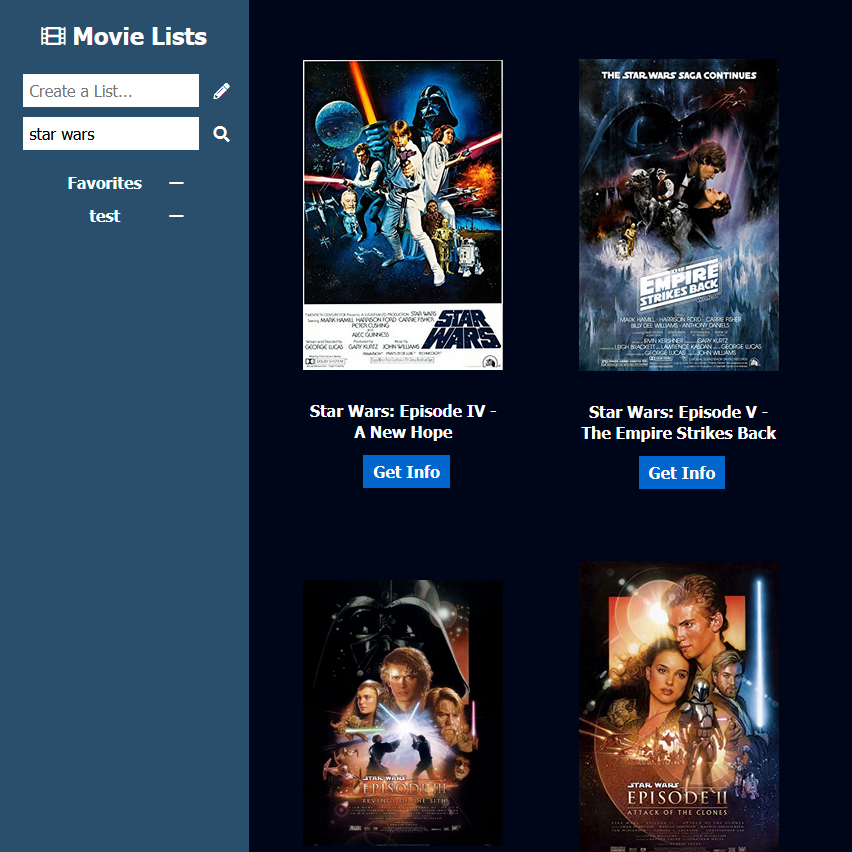 Movie Lists
Create a List...
star wars
Favorites
test
STAR
WARS
TWENTIETH CENTURY-FOX Presents A LUCASFILM LTD. PRODUCTION STAR WARS
Starring MARK HAMILL HARRISON FORD CARRIE FISHER
PETER CUSHING
and
ALEC GUINNESS
Written and Directed by GEORGE LUCAS
Produced by GARY KURTZ
Music by JOHN WILLIAMS
Star Wars: Episode IV -
A New Hope
Get Info
THE STAR WARS SAGA CONTINUES
THE
EMPIRE
STRIKES BACK
MARK HAMILL · HARRISON FORD · CARRIE FISHER
BILLY DEE WILLIAMS · ANTHONY DANIELS
IRVIN KERSHNER
GARY KURTZ
LEIGH BRACKETT
LAWRENCE KASDAN
GEORGE LUCAS
GEORGE LUCAS
JOHN WILLIAMS
Star Wars: Episode V -
The Empire Strikes Back
Get Info
STAR WARS
EPISODE III
REVENGE OF THE SITH
STAR WARS
EPISODE II
ATTACK OF THE CLONES